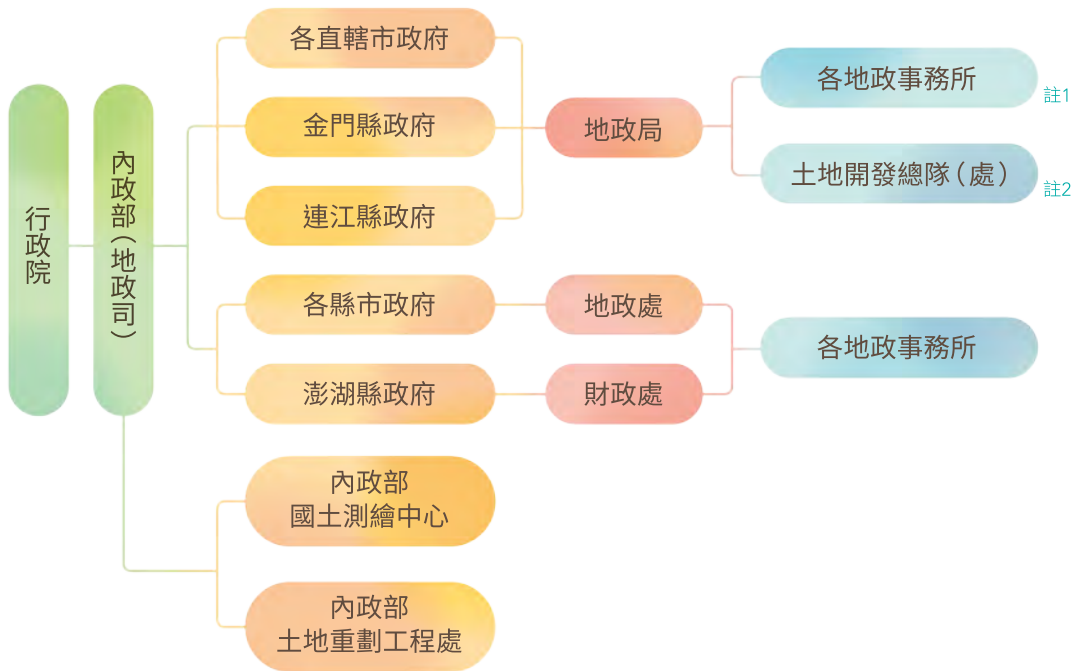 行政院
內政部(地政司)
各直轄市政府
金門縣政府
連江縣政府
地政局
各地政事務所
註1
土地開發總隊(處)
註2
各縣市政府
地政處
澎湖縣政府
財政處
各地政事務所
內政部
國土測繪中心
內政部
土地重劃工程處